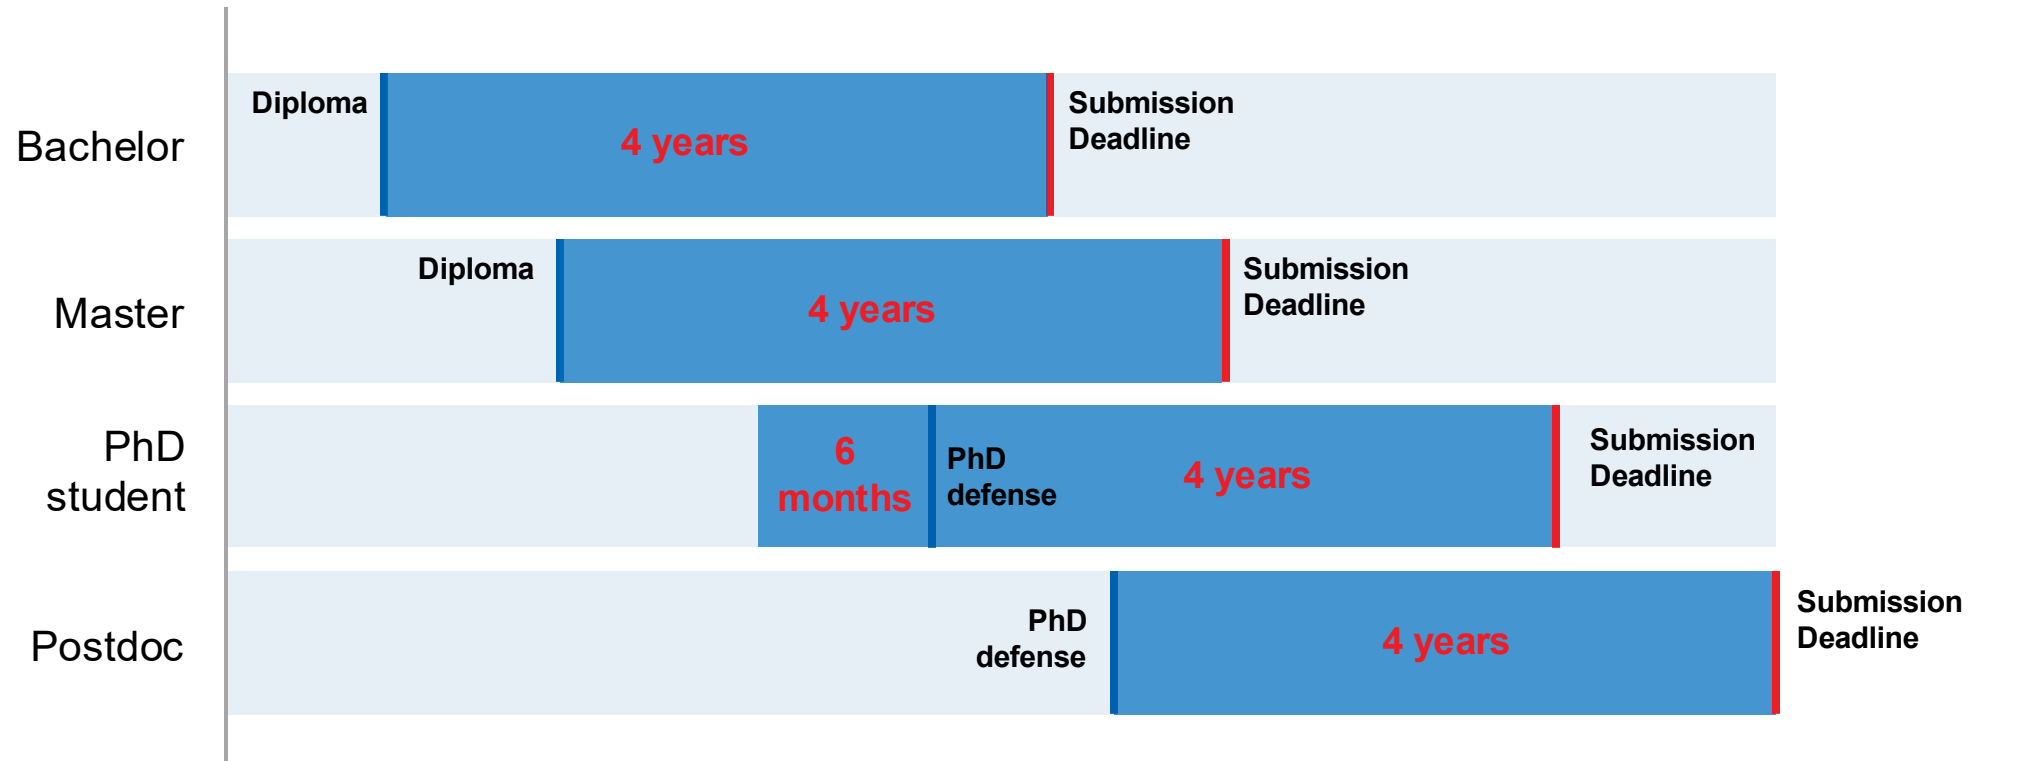 Bachelor
Diploma
4 years
Submission
Deadline
Master
Diploma
4 years
Submission
Deadline
PhD
student
6
months
PhD
defense
4 years
Submission
Deadline
Postdoc
PhD
defense
4 years
Submission
Deadline